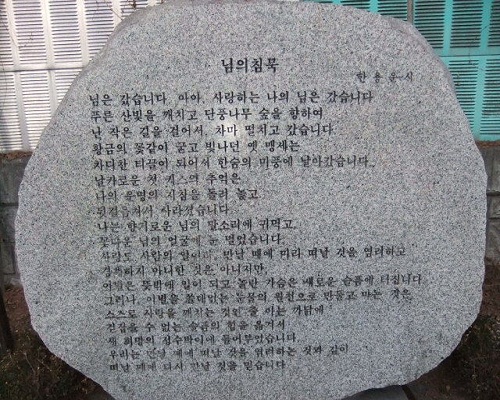 님의침묵
한용운 시
님은 갔습니다. 아아, 사랑하는 나의 님은 갔습니다
푸른 산빛을 깨치고 단풍나무 숲을 향하여
난 작은 길을 걸어서, 차마 떨치고 갔습니다.
황금의 꽃같이 굳고 빛나던 옛 맹세는
차디찬 티끌이 되어서 한숨의 미풍에 날아갔습니다.
날카로운 첫 키스의 추억은
나의 운명의 지침을 돌려 놓고
뒷걸음쳐서 사라졌습니다
나는 향기로운 님의 말소리에 귀먹고
꽃다운 님의 얼굴에 눈 멀었습니다.
사랑도 사람의 일이라, 만날 때에 미리 떠날 것을 염려하고
경계하지 아니한 것은 아니지만,
이별은 뜻밖에 일이 되고 놀란 가슴은 새로운 슬픔에 터집니다
그러나, 이별을 쓸데없는 눈물의 원천으로 만들고 마는 것은
스스로 사랑을 깨치는 것인 줄 아는 까닭에
걷잡을 수 없는 슬픔의 힘을 옮겨서
새 희망의 정수박이에 들어부었습니다
우리는 만날 때에 떠날 것을 염려하는 것과 같이
떠날 때에 다시 만날 것을 믿습니다